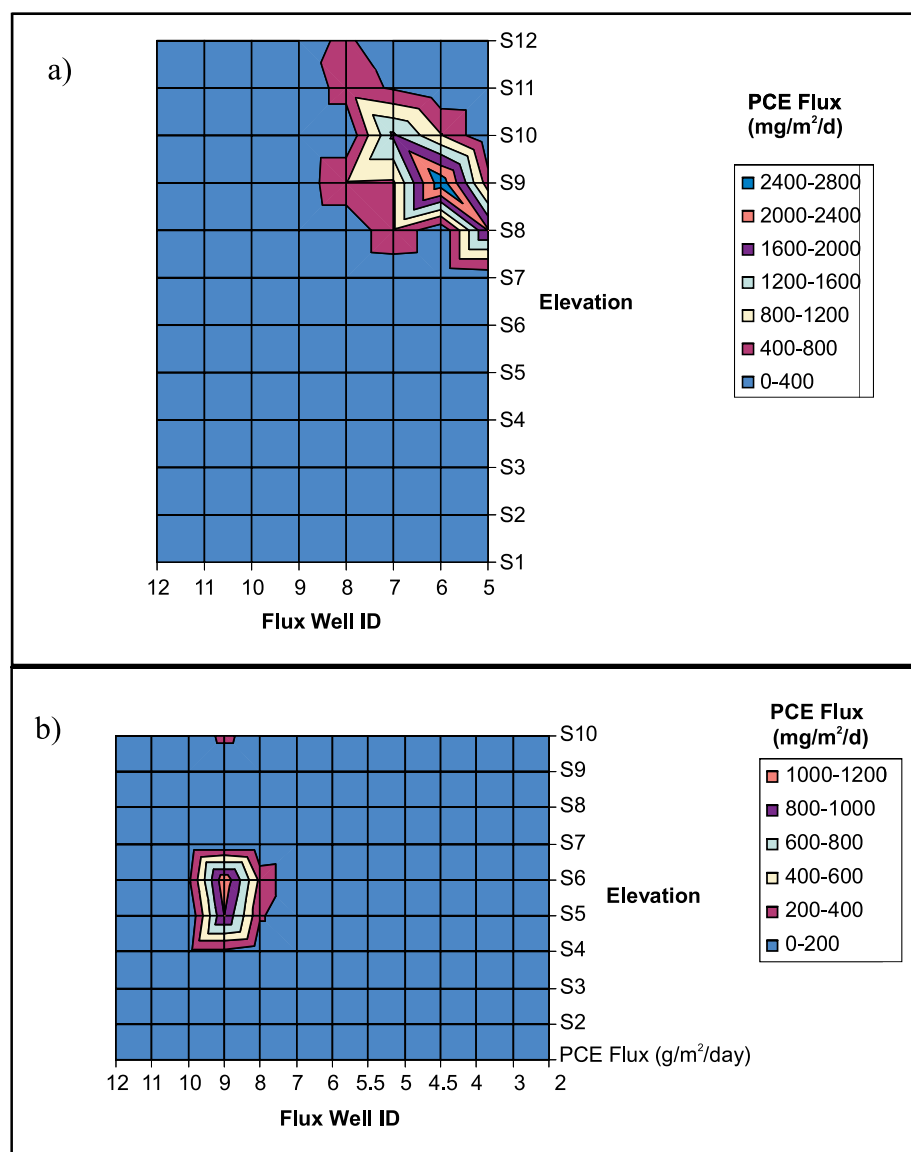 a)
S12
S11
S10
S9
S8
S7
S6
S5
S4
S3
S2
S1
Elevation
12 11 10 9 8 7 6 5
Flux Well ID
PCE Flux
(mg/m²/d)
2400-2800
2000-2400
1600-2000
1200-1600
800-1200
400-800
0-400
b)
S10
S9
S8
S7
S6
S5
S4
S3
S2
PCE Flux (g/m²/day)
Elevation
12 11 10 9 8 7 6 5.5 5 4.5 4 3 2
Flux Well ID
PCE Flux
(mg/m²/d)
1000-1200
800-1000
600-800
400-600
200-400
0-200